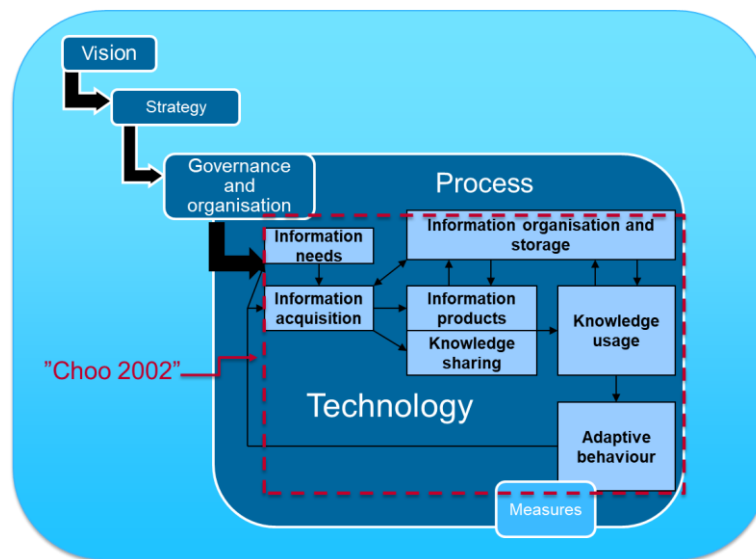 Vision
Strategy
Governance
and
organisation
Process
Information organisation and
storage
Information
needs
Information
acquisition
Information
products
Knowledge
sharing
Knowledge
usage
”Choo 2002”
Technology
Adaptive
behaviour
Measures